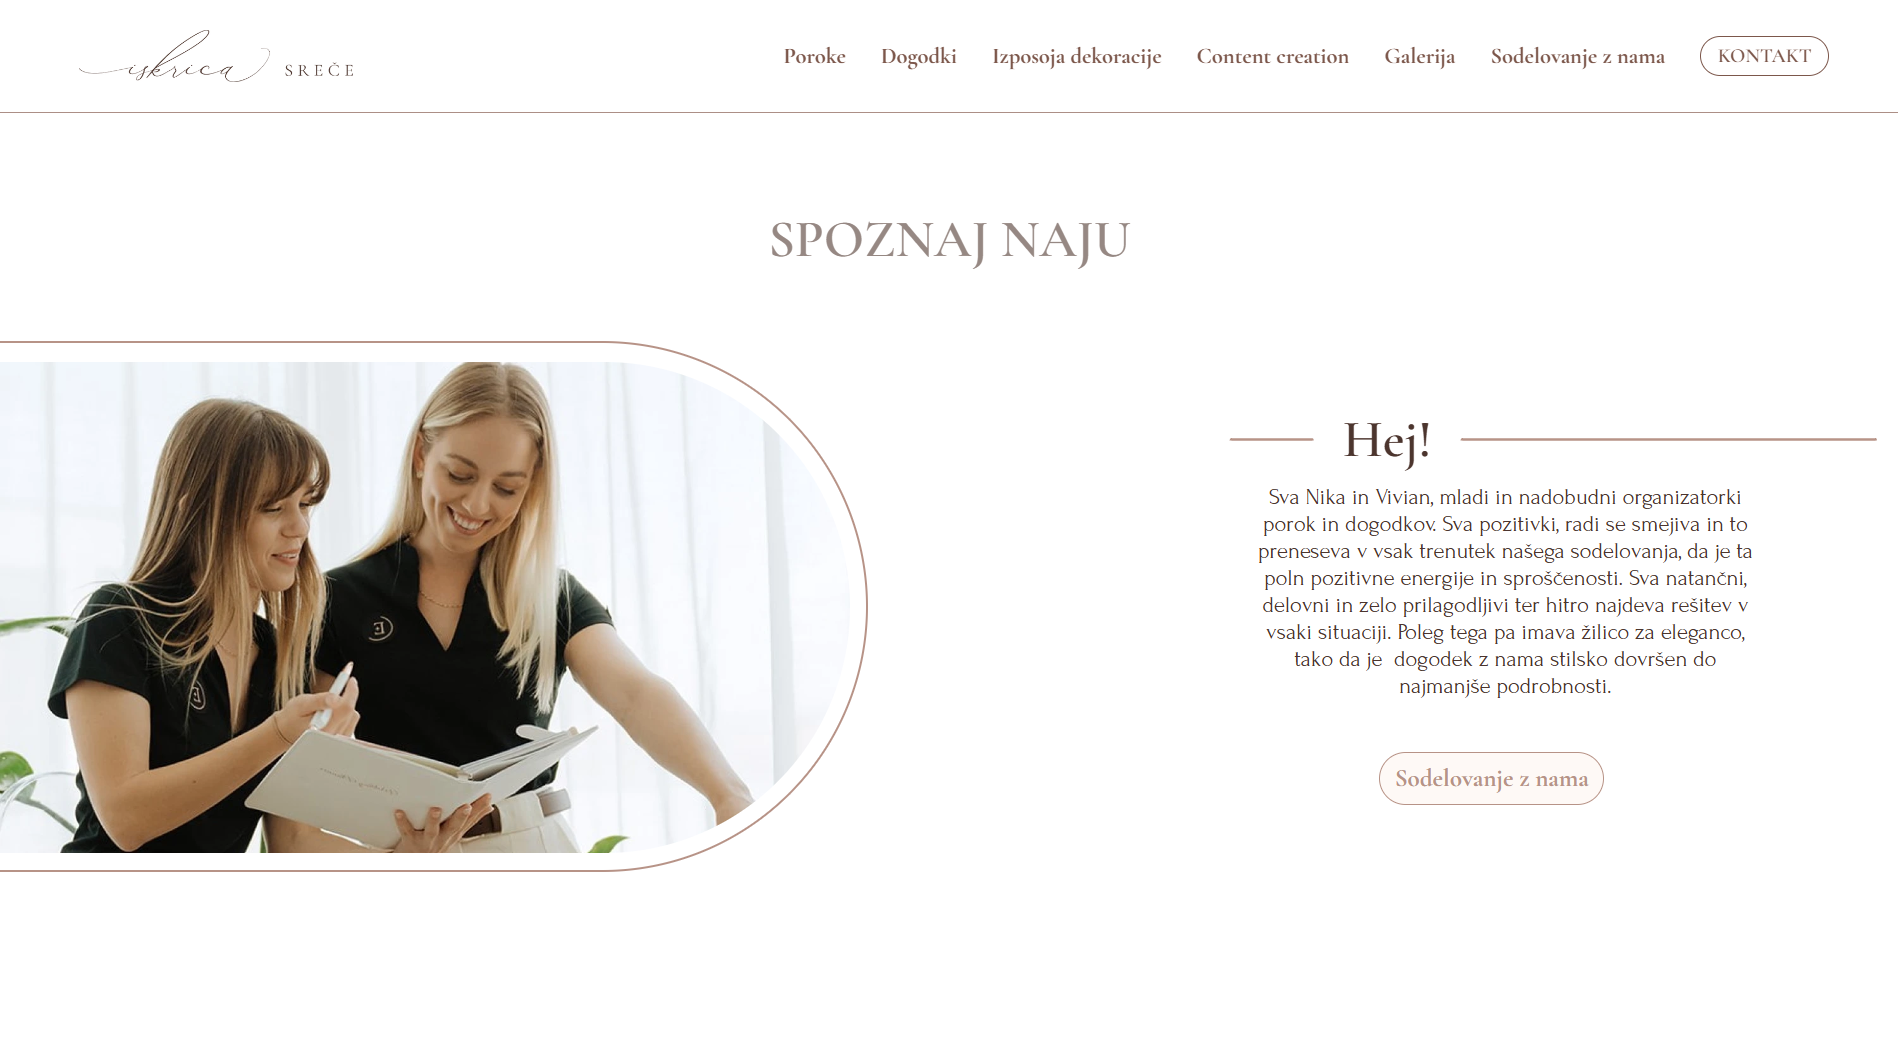 iskrica SREČE
Poroke Dogodki Izposoja dekoracije Content creation Galerija Sodelovanje z nama KONTAKT
SPOZNAJ NAJU
Hej!
Sva Nika in Vivian, mladi in nadobudni organizatorki
porok in dogodkov. Sva pozitivki, radi se smejiva in to
preneseva v vsak trenutek našega sodelovanja, da je ta
poln pozitivne energije in sproščenosti. Sva natančni,
delovni in zelo prilagodljivi ter hitro najdeva rešitev v
vsaki situaciji. Poleg tega pa imava žilico za eleganco,
tako da je  dogodek z nama stilsko dovršen do
najmanjše podrobnosti.
Sodelovanje z nama